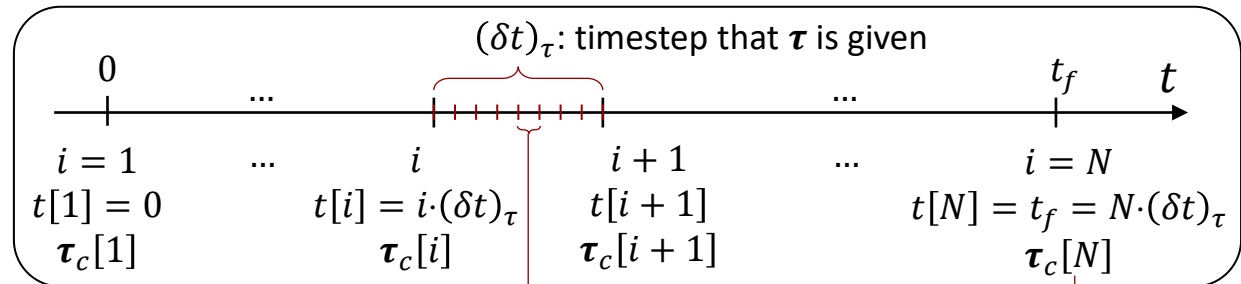 (δt)_τ: timestep that τ is given
0 ... ... t_f t
i = 1 ... i i + 1 ... i = N
t[1] = 0 t[i] = i·(δt)_τ t[i + 1] t[N] = t_f = N·(δt)_τ
τ_c[1] τ_c[i] τ_c[i + 1] τ_c[N]